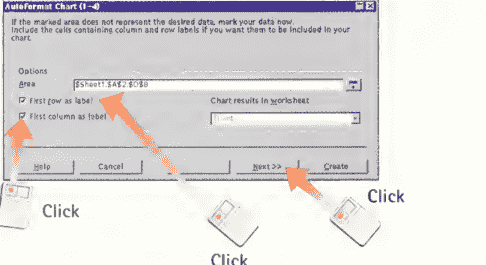 AutoFormat Chart (1-4)
If the marked area does not represent the desired data, mark your data now.
Include the cells containing column and row labels if you want them to be included in your
chart.
Options
Area
$Sheet1.$A$2:$D$8
First row as label
Chart results in worksheet
First column as label
Help
Cancel
Next >>
Create
Click
Click
Click